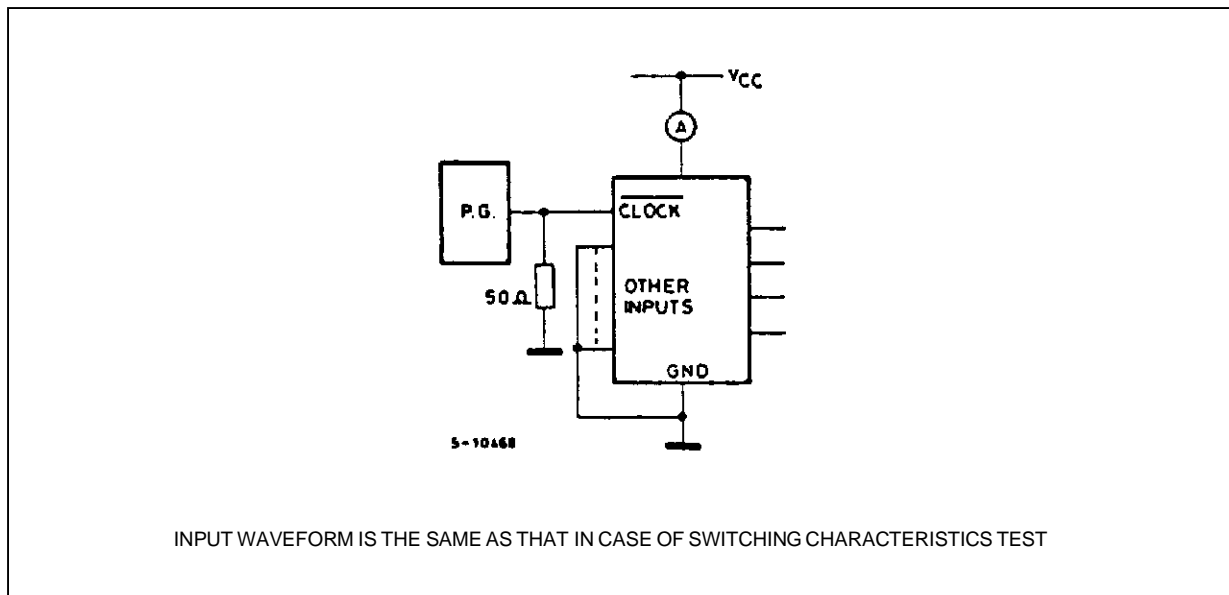 VCC
A
P.G.
CLOCK
50Ω
OTHER
INPUTS
GND
S-10468
INPUT WAVEFORM IS THE SAME AS THAT IN CASE OF SWITCHING CHARACTERISTICS TEST